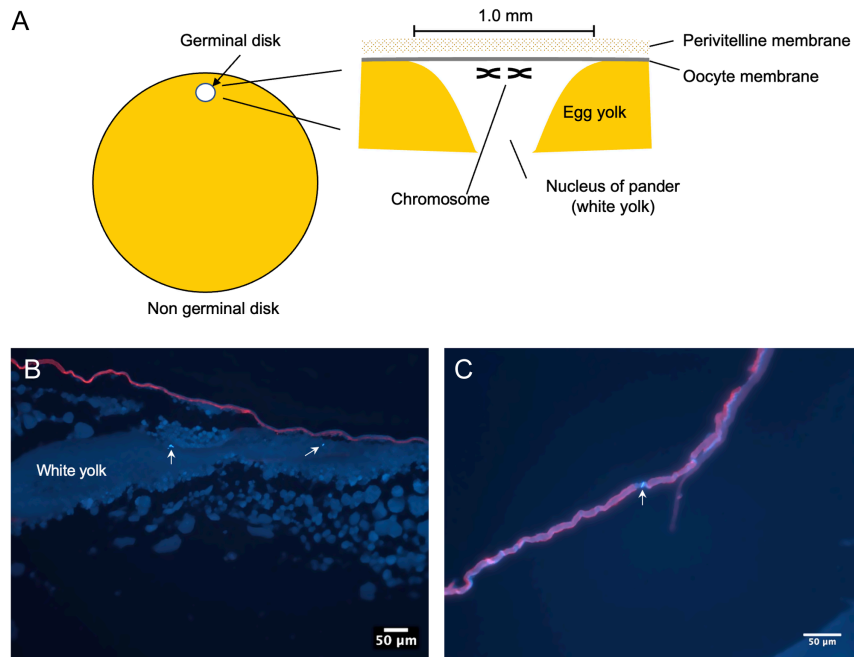 A
1.0 mm
Germinal disk
Perivitelline membrane
Oocyte membrane
Egg yolk
Chromosome
Nucleus of pander
(white yolk)
Non germinal disk
B
White yolk
50 μm
C
50 μm